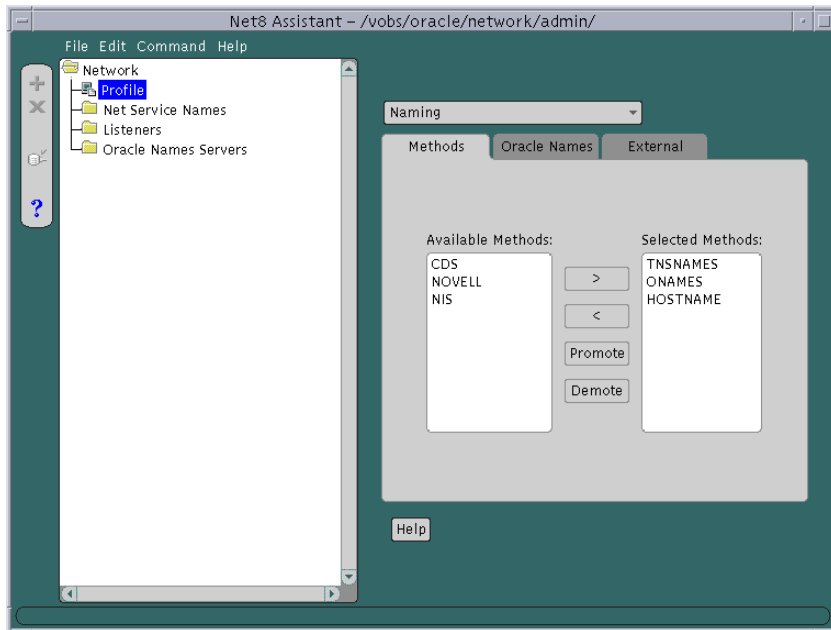 Net8 Assistant – /vobs/oracle/network/admin/
File Edit Command Help
Network
Profile
Net Service Names
Listeners
Oracle Names Servers
?
Naming
Methods Oracle Names External
Available Methods:
CDS
NOVELL
NIS
>
<
Promote
Demote
Selected Methods:
TNSNAMES
ONAMES
HOSTNAME
Help